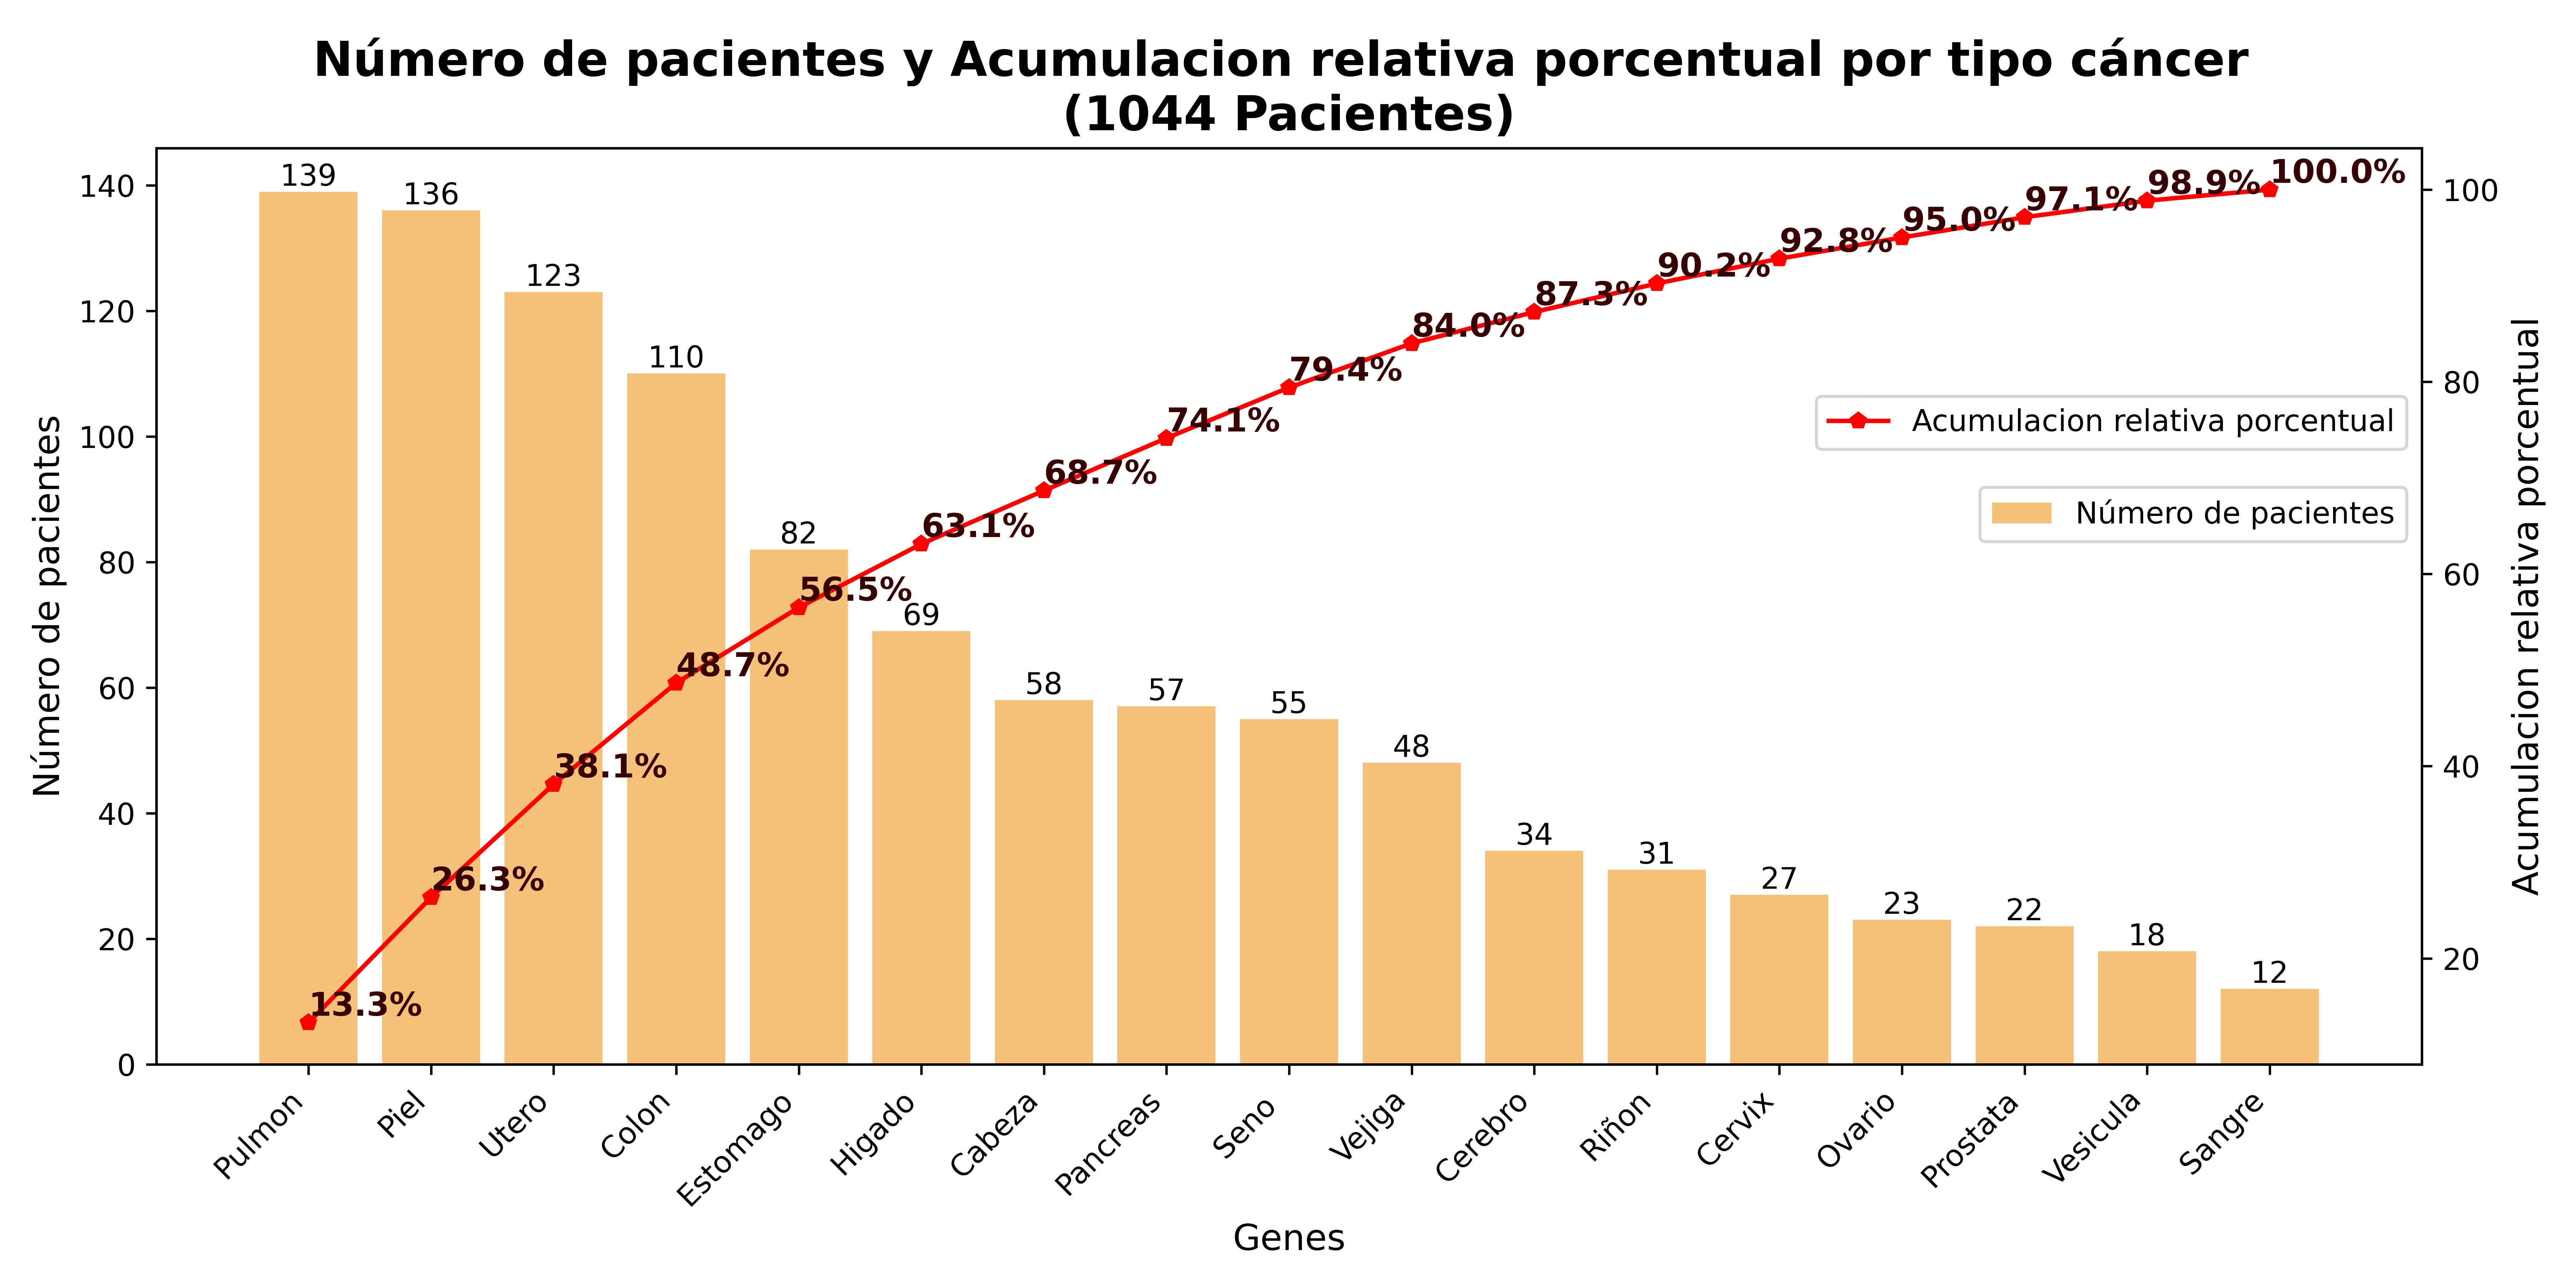 Número de pacientes y Acumulacion relativa porcentual por tipo cáncer
(1044 Pacientes)
Número de pacientes
140
120
100
80
60
40
20
0
139
136
123
110
82
69
58
57
55
48
34
31
27
23
22
18
12
13.3%
26.3%
38.1%
48.7%
56.5%
63.1%
68.7%
74.1%
79.4%
84.0%
87.3%
90.2%
92.8%
95.0%
97.1%
98.9%
100.0%
Acumulacion relativa porcentual
Número de pacientes
100
80
60
40
20
Acumulacion relativa porcentual
Pulmon
Piel
Utero
Colon
Estomago
Higado
Cabeza
Pancreas
Seno
Vejiga
Cerebro
Riñon
Cervix
Ovario
Prostata
Vesicula
Sangre
Genes